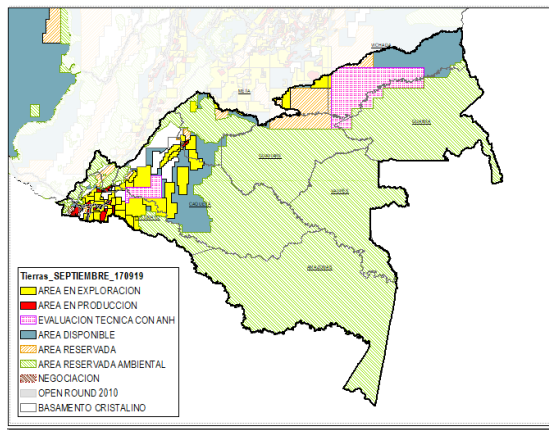 VICHADA
META
GUAINIA
GUAVIARE
VAUPES
CAQUETA
AMAZONAS
Tierras_SEPTIEMBRE_170919
AREA EN EXPLORACION
AREA EN PRODUCCION
EVALUACION TECNICA CON ANH
AREA DISPONIBLE
AREA RESERVADA
AREA RESERVADA AMBIENTAL
NEGOCIACION
OPEN ROUND 2010
BASAMENTO CRISTALINO